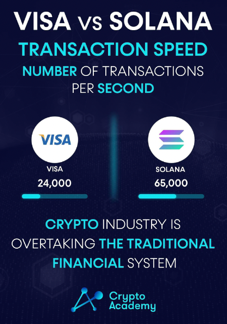 VISA VS SOLANA
TRANSACTION SPEED
NUMBER OF TRANSACTIONS
PER SECOND
VISA
VISA
24,000
SOLANA
65,000
CRYPTO INDUSTRY IS
OVERTAKING THE TRADITIONAL
FINANCIAL SYSTEM
Crypto
Academy